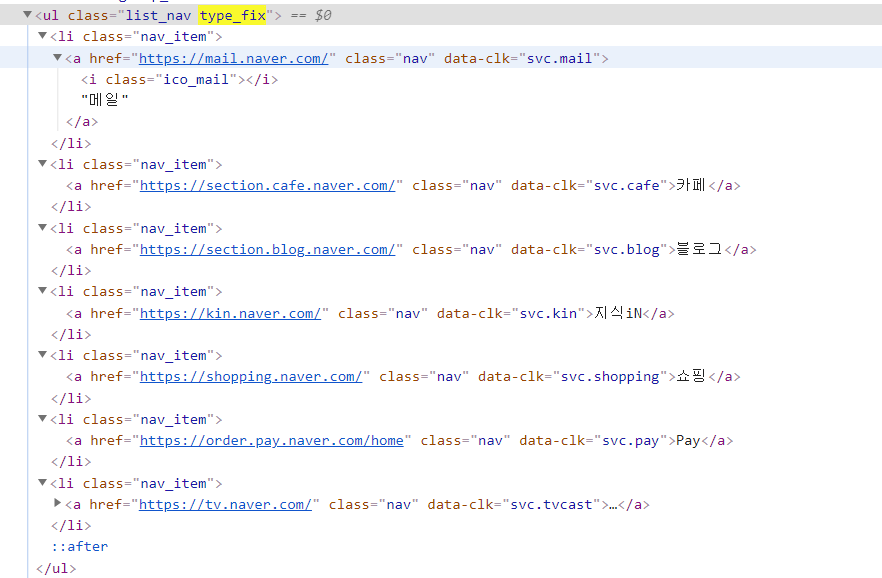 ▼<ul class="list_nav type_fix"> == $0
▼<li class="nav_item">
▼<a href="https://mail.naver.com/" class="nav" data-clk="svc.mail">
<i class="ico_mail"></i>
"메일"
</a>
</li>
▼<li class="nav_item">
<a href="https://section.cafe.naver.com/" class="nav" data-clk="svc.cafe">카페</a>
</li>
▼<li class="nav_item">
<a href="https://section.blog.naver.com/" class="nav" data-clk="svc.blog">블로그</a>
</li>
▼<li class="nav_item">
<a href="https://kin.naver.com/" class="nav" data-clk="svc.kin">지식iN</a>
</li>
▼<li class="nav_item">
<a href="https://shopping.naver.com/" class="nav" data-clk="svc.shopping">쇼핑</a>
</li>
▼<li class="nav_item">
<a href="https://order.pay.naver.com/home" class="nav" data-clk="svc.pay">Pay</a>
</li>
▼<li class="nav_item">
▶<a href="https://tv.naver.com/" class="nav" data-clk="svc.tvcast">…</a>
</li>
::after
</ul>